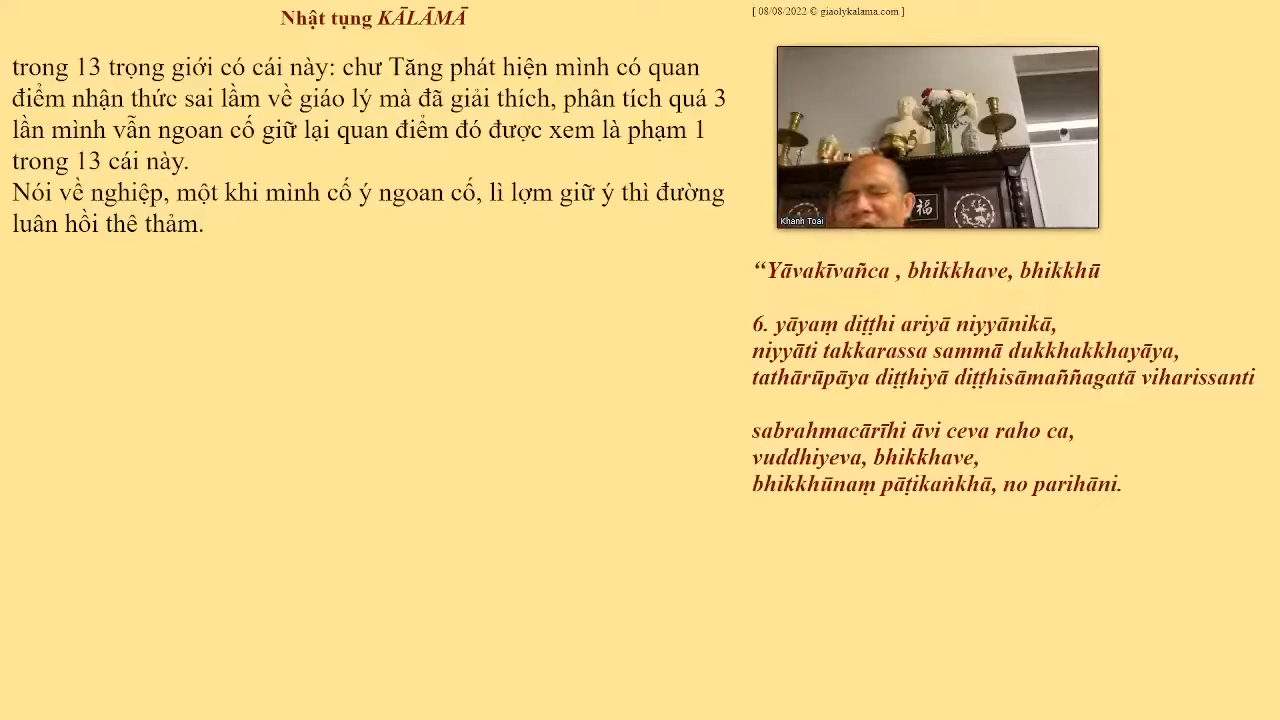 Nhật tụng KĀLĀMĀ
[ 08/08/2022 © giaolykalama.com ]
trong 13 trọng giới có cái này: chư Tăng phát hiện mình có quan
điểm nhận thức sai lầm về giáo lý mà đã giải thích, phân tích quá 3
lần mình vẫn ngoan cố giữ lại quan điểm đó được xem là phạm 1
trong 13 cái này.
Nói về nghiệp, một khi mình cố ý ngoan cố, lì lợm giữ ý thì đường
luân hồi thê thảm.
福
Khanh Toai
“Yāvakīvañca , bhikkhave, bhikkhū
6. yāyaṃ diṭṭhi ariyā niyyānikā,
niyyāti takkarassa sammā dukkhakkhayāya,
tathārūpāya diṭṭhiyā diṭṭhisāmaññagatā viharissanti
sabrahmacārīhi āvi ceva raho ca,
vuddhiyeva, bhikkhave,
bhikkhūnaṃ pāṭikaṅkhā, no parihāni.